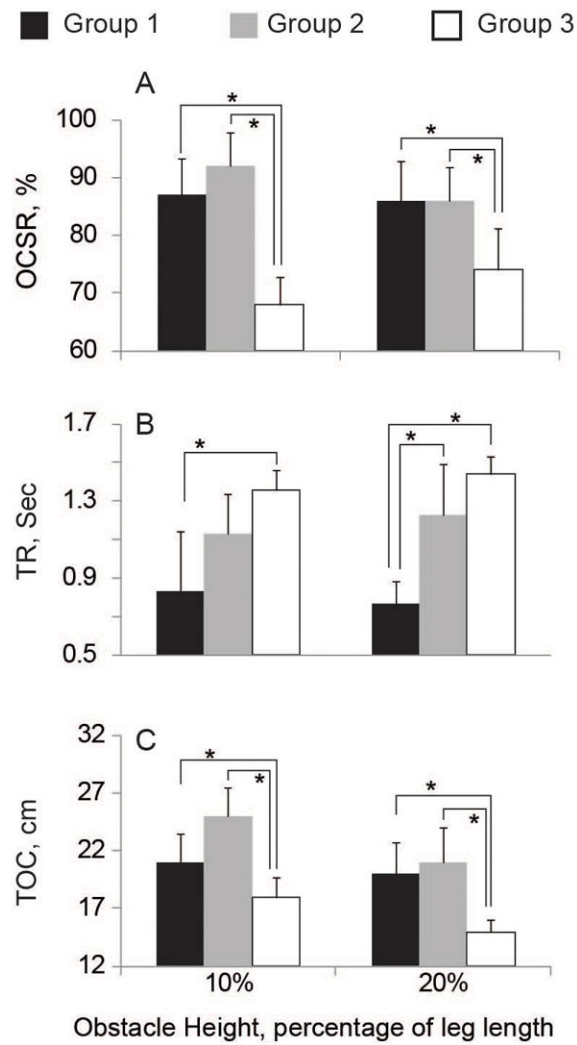 Group 1 Group 2 Group 3
A
* *
* *
100
90
80
70
60
OCSR, %
B
* * *
1.7
1.3
0.9
0.5
TR, Sec
C
* *
* *
32
27
22
17
12
TOC, cm
10% 20%
Obstacle Height, percentage of leg length